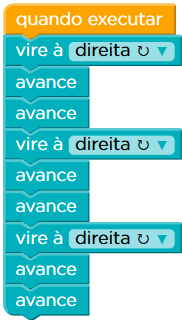 quando executar
vire à direita ↻ ▼
avance
avance
vire à direita ↻ ▼
avance
avance
vire à direita ↻ ▼
avance
avance